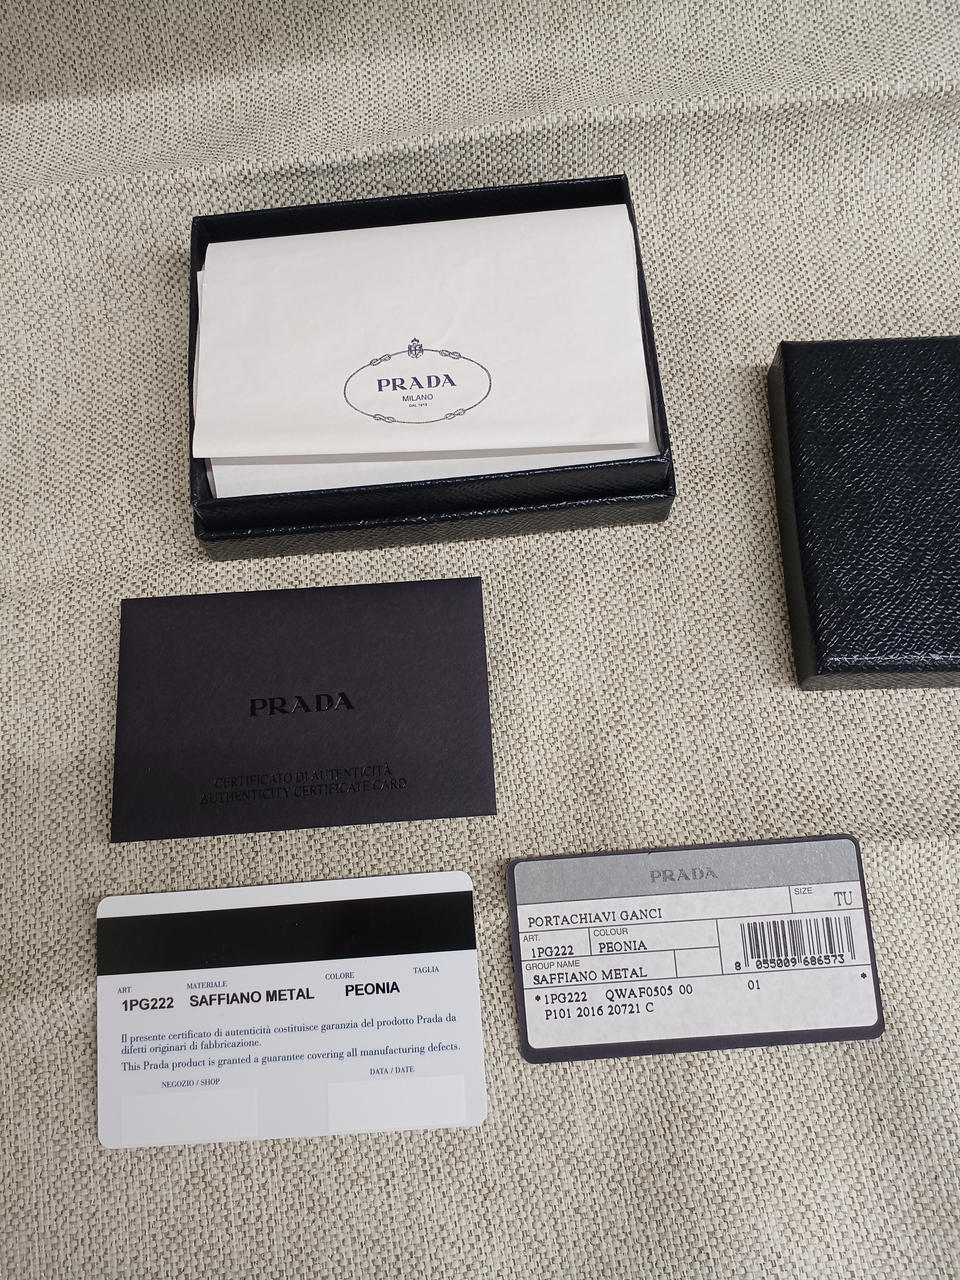 PRADA
MILANO
DAL 1913
PRADA
CERTIFICATO DI AUTENTICITÀ
AUTHENTICITY CERTIFICATE CARD
ART. MATERIALE COLORE TAGLIA
1PG222 SAFFIANO METAL PEONIA
Il presente certificato di autenticità costituisce garanzia del prodotto Prada da
difetti originari di fabbricazione.
This Prada product is granted a guarantee covering all manufacturing defects.
NEGOZIO / SHOP DATA / DATE
PRADA
PORTACHIAVI GANCI SIZE TU
ART. COLOUR
1PG222 PEONIA
GROUP NAME
SAFFIANO METAL
8 055009 686573
*1PG222 QWAF0505 00 01 *
P101 2016 20721 C